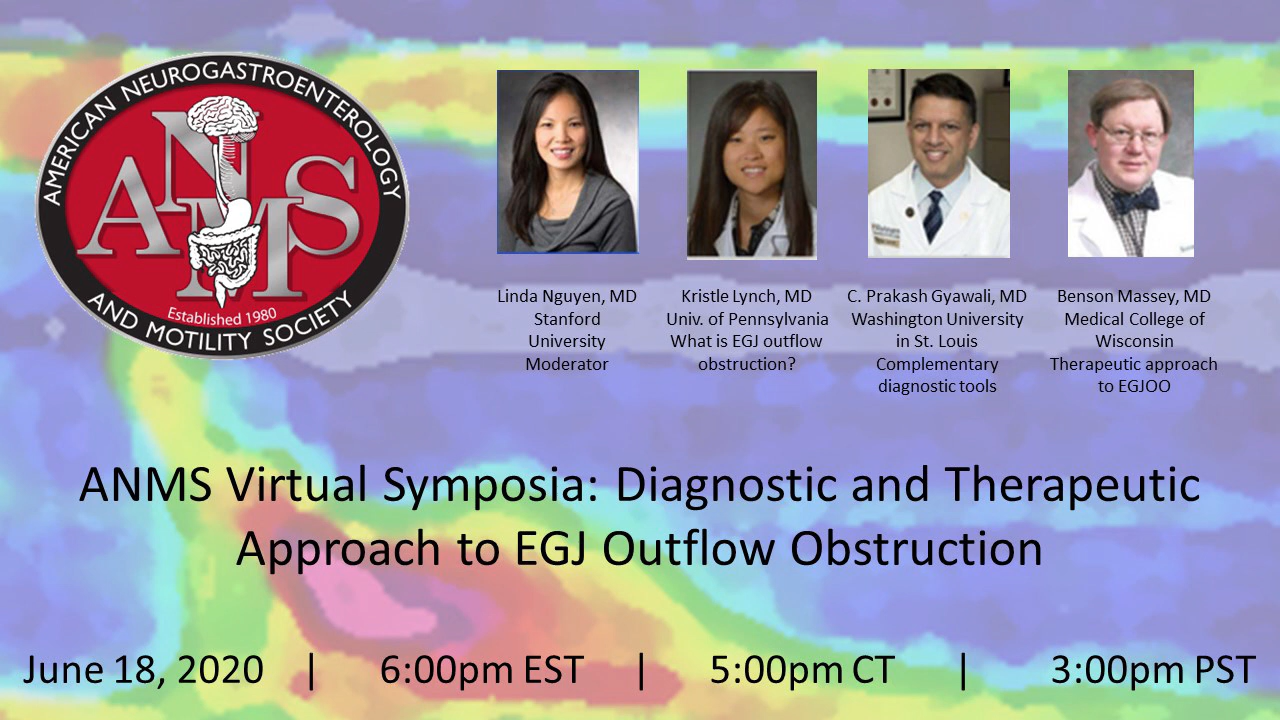 AMERICAN NEUROGASTROENTEROLOGY
ANMS
Established 1980
AND MOTILITY SOCIETY
Linda Nguyen, MD
Stanford
University
Moderator
Kristle Lynch, MD
Univ. of Pennsylvania
What is EGJ outflow
obstruction?
C. Prakash Gyawali, MD
Washington University
in St. Louis
Complementary
diagnostic tools
Benson Massey, MD
Medical College of
Wisconsin
Therapeutic approach
to EGJOO
ANMS Virtual Symposia: Diagnostic and Therapeutic
Approach to EGJ Outflow Obstruction
June 18, 2020 | 6:00pm EST | 5:00pm CT | 3:00pm PST